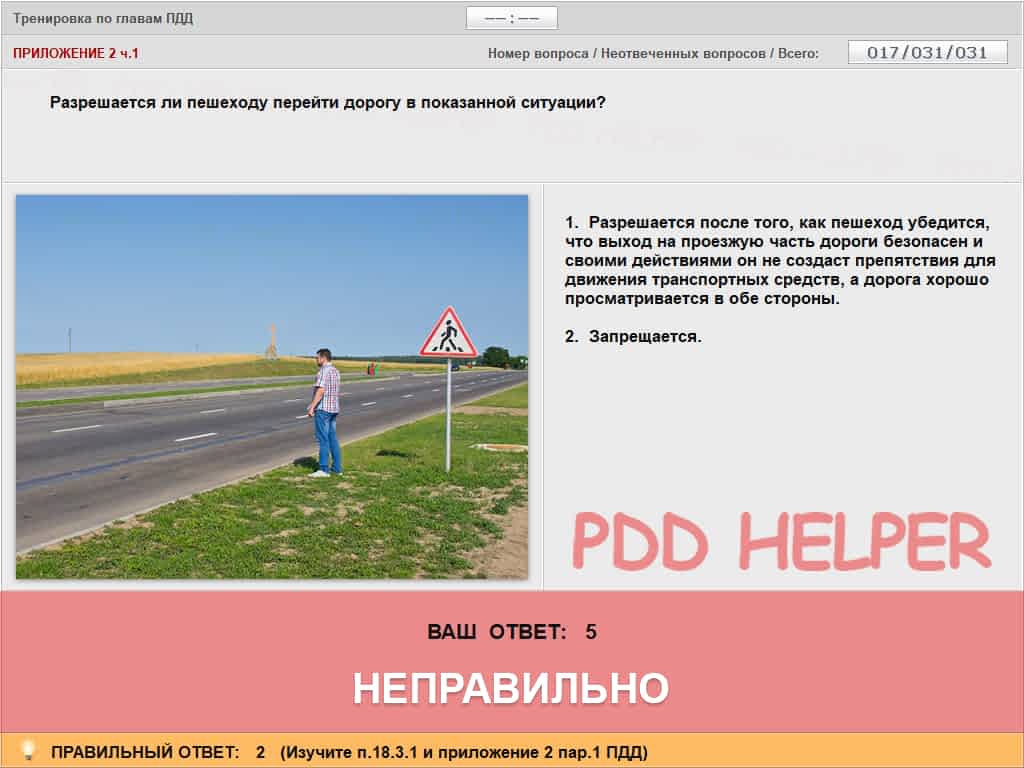 Тренировка по главам ПДД
–– : ––
ПРИЛОЖЕНИЕ 2 ч.1
Номер вопроса / Неотвеченных вопросов / Всего:
017/031/031
Разрешается ли пешеходу перейти дорогу в показанной ситуации?
1. Разрешается после того, как пешеход убедится,
что выход на проезжую часть дороги безопасен и
своими действиями он не создаст препятствия для
движения транспортных средств, а дорога хорошо
просматривается в обе стороны.
2. Запрещается.
PDD HELPER
ВАШ ОТВЕТ: 5
НЕПРАВИЛЬНО
ПРАВИЛЬНЫЙ ОТВЕТ: 2 (Изучите п.18.3.1 и приложение 2 пар.1 ПДД)